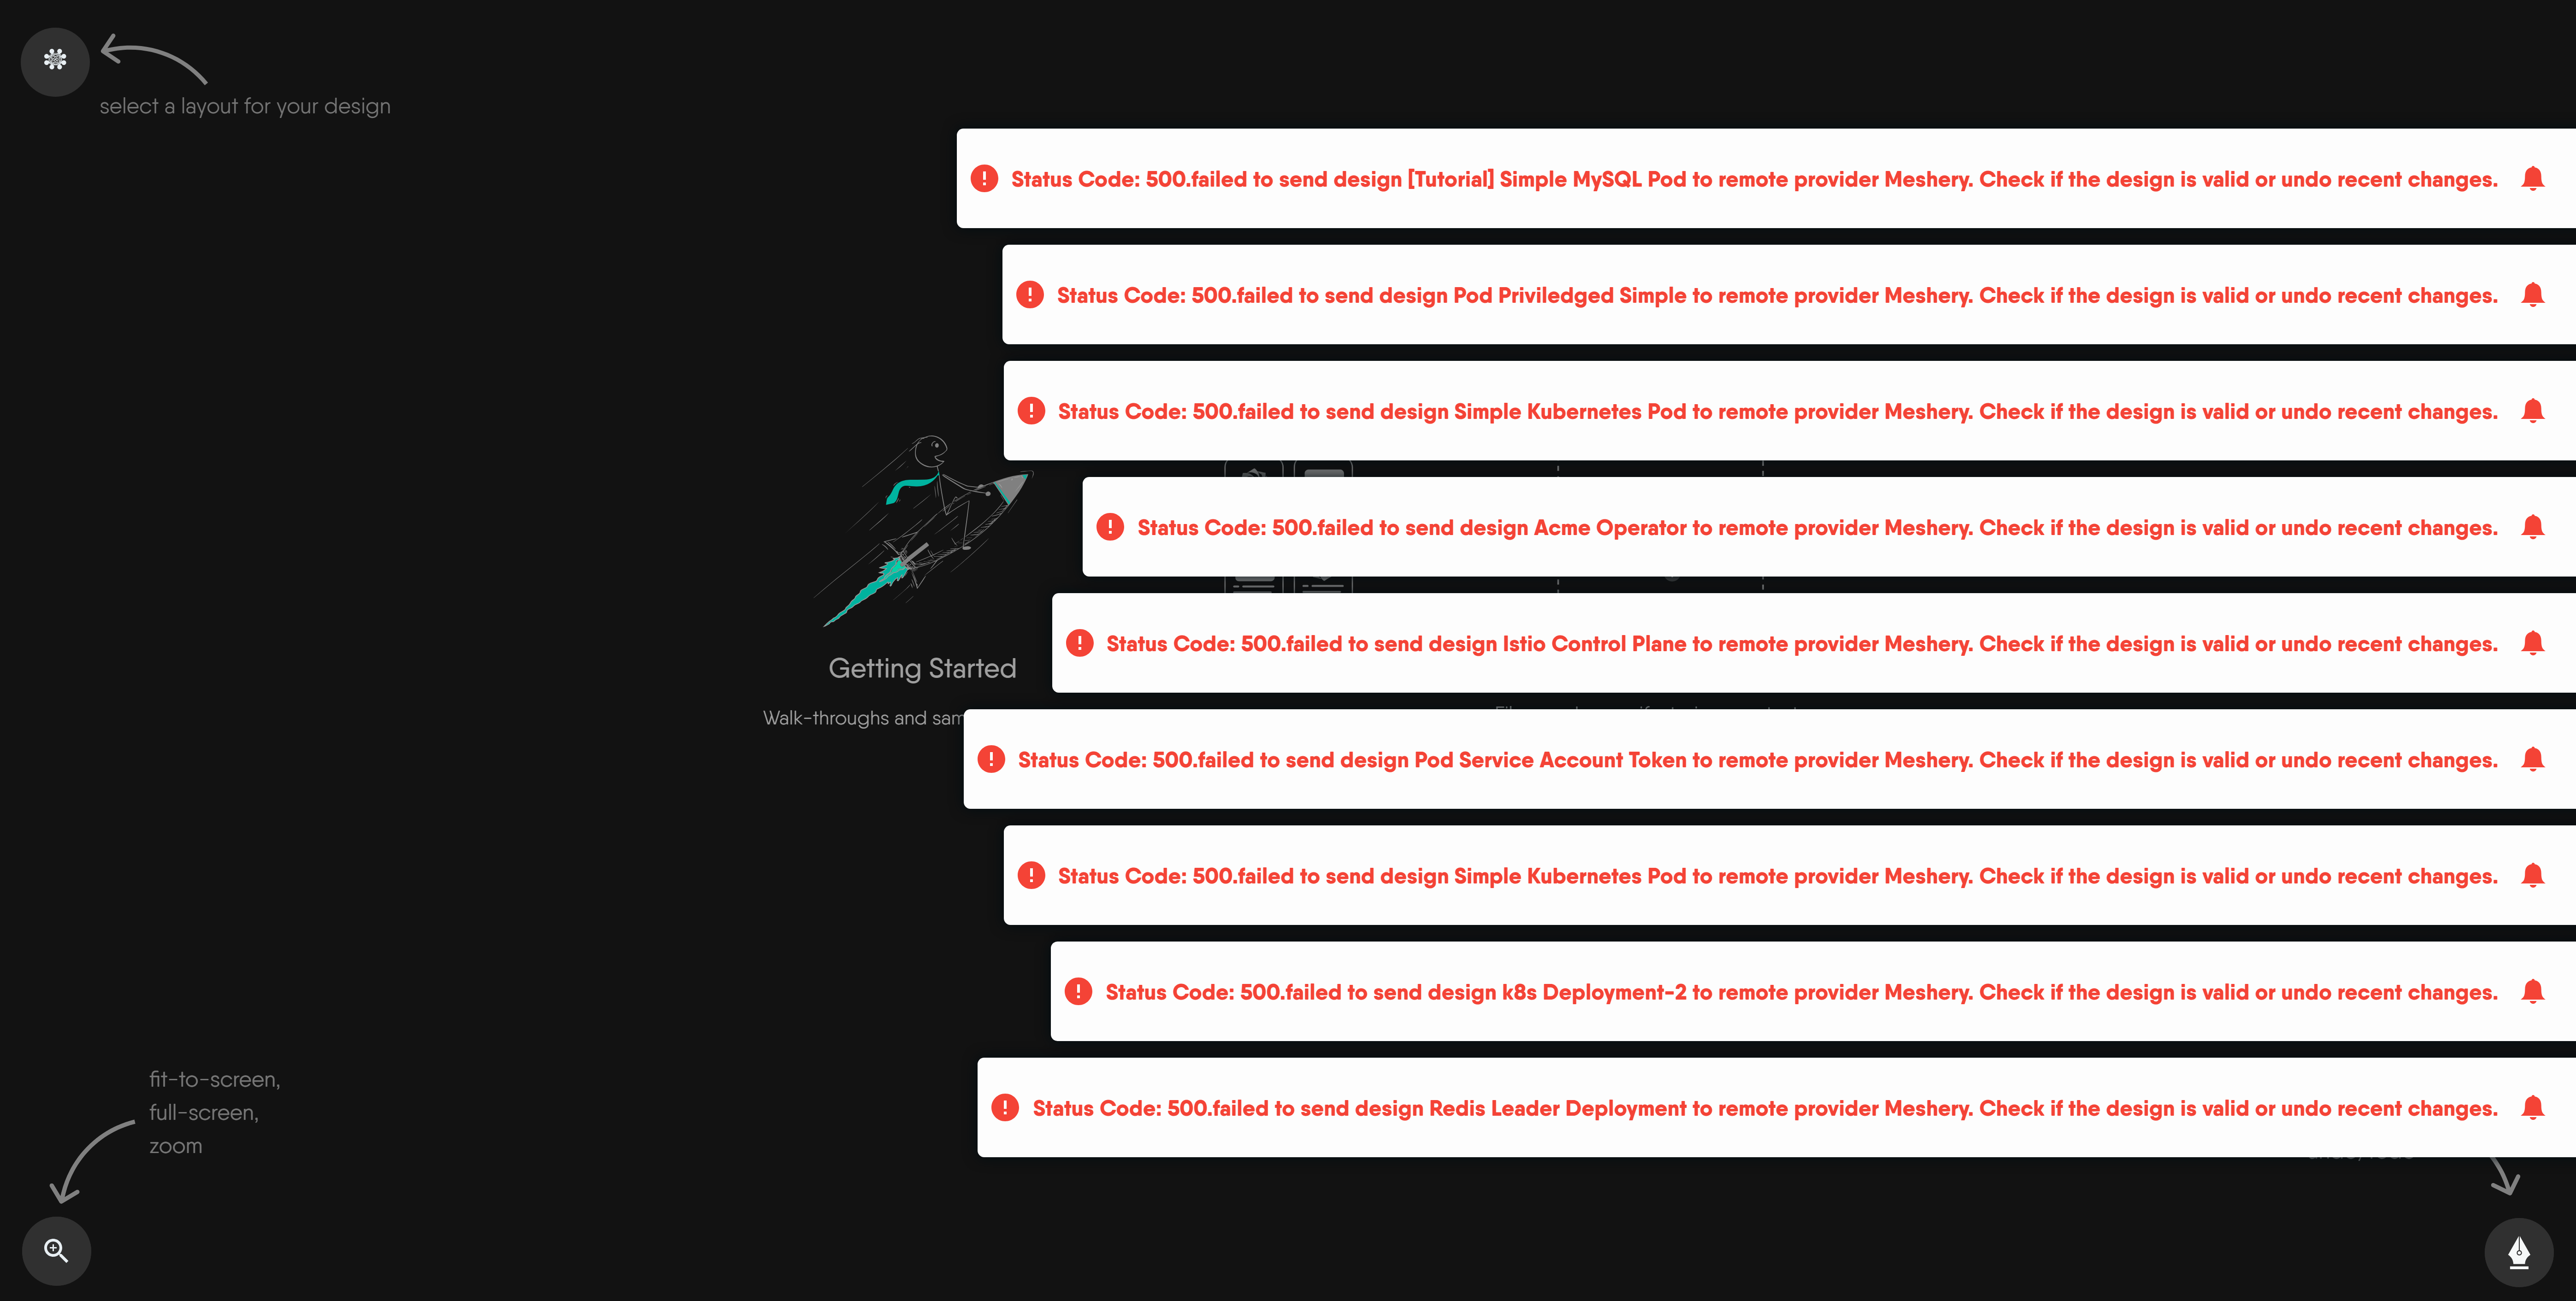 select a layout for your design
Status Code: 500.failed to send design [Tutorial] Simple MySQL Pod to remote provider Meshery. Check if the design is valid or undo recent changes.
Status Code: 500.failed to send design Pod Priviledged Simple to remote provider Meshery. Check if the design is valid or undo recent changes.
Status Code: 500.failed to send design Simple Kubernetes Pod to remote provider Meshery. Check if the design is valid or undo recent changes.
Status Code: 500.failed to send design Acme Operator to remote provider Meshery. Check if the design is valid or undo recent changes.
Status Code: 500.failed to send design Istio Control Plane to remote provider Meshery. Check if the design is valid or undo recent changes.
Getting Started
Walk-throughs and sam
Status Code: 500.failed to send design Pod Service Account Token to remote provider Meshery. Check if the design is valid or undo recent changes.
Status Code: 500.failed to send design Simple Kubernetes Pod to remote provider Meshery. Check if the design is valid or undo recent changes.
Status Code: 500.failed to send design k8s Deployment-2 to remote provider Meshery. Check if the design is valid or undo recent changes.
Status Code: 500.failed to send design Redis Leader Deployment to remote provider Meshery. Check if the design is valid or undo recent changes.
fit-to-screen,
full-screen,
zoom